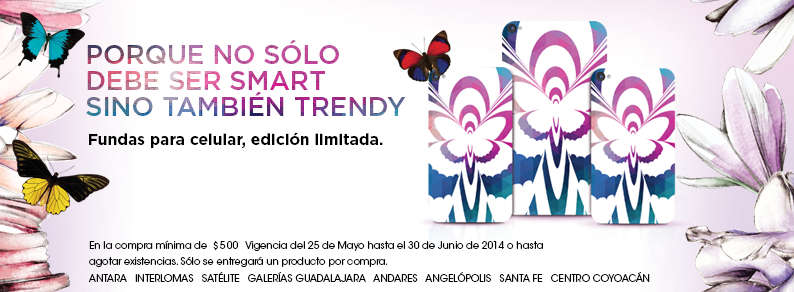 PORQUE NO SÓLO
DEBE SER SMART
SINO TAMBIÉN TRENDY
Fundas para celular, edición limitada.
En la compra mínima de $500 Vigencia del 25 de Mayo hasta el 30 de Junio de 2014 o hasta
agotar existencias. Sólo se entregará un producto por compra.
ANTARA INTERLOMAS SATÉLITE GALERÍAS GUADALAJARA ANDARES ANGELÓPOLIS SANTA FE CENTRO COYOACÁN